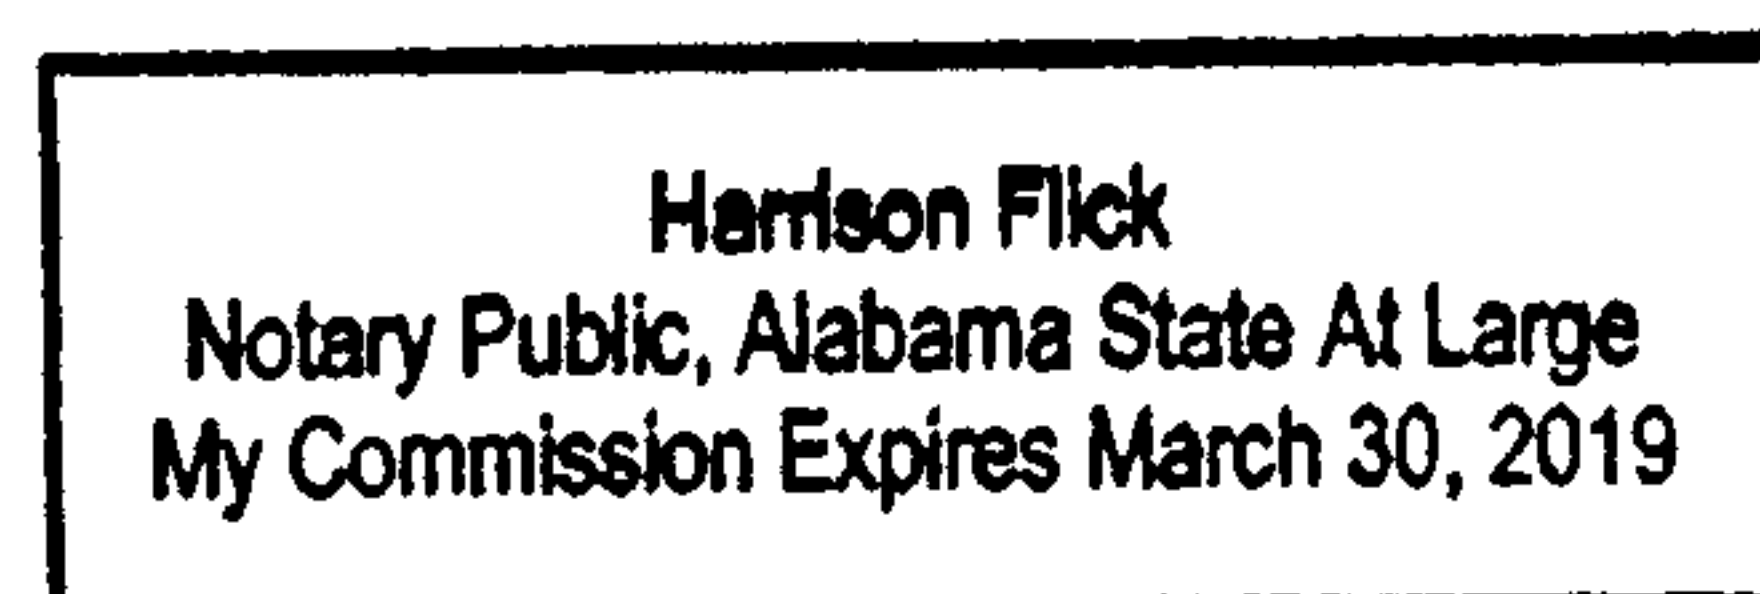 Harrison Flick
Notary Public, Alabama State At Large
My Commission Expires March 30, 2019